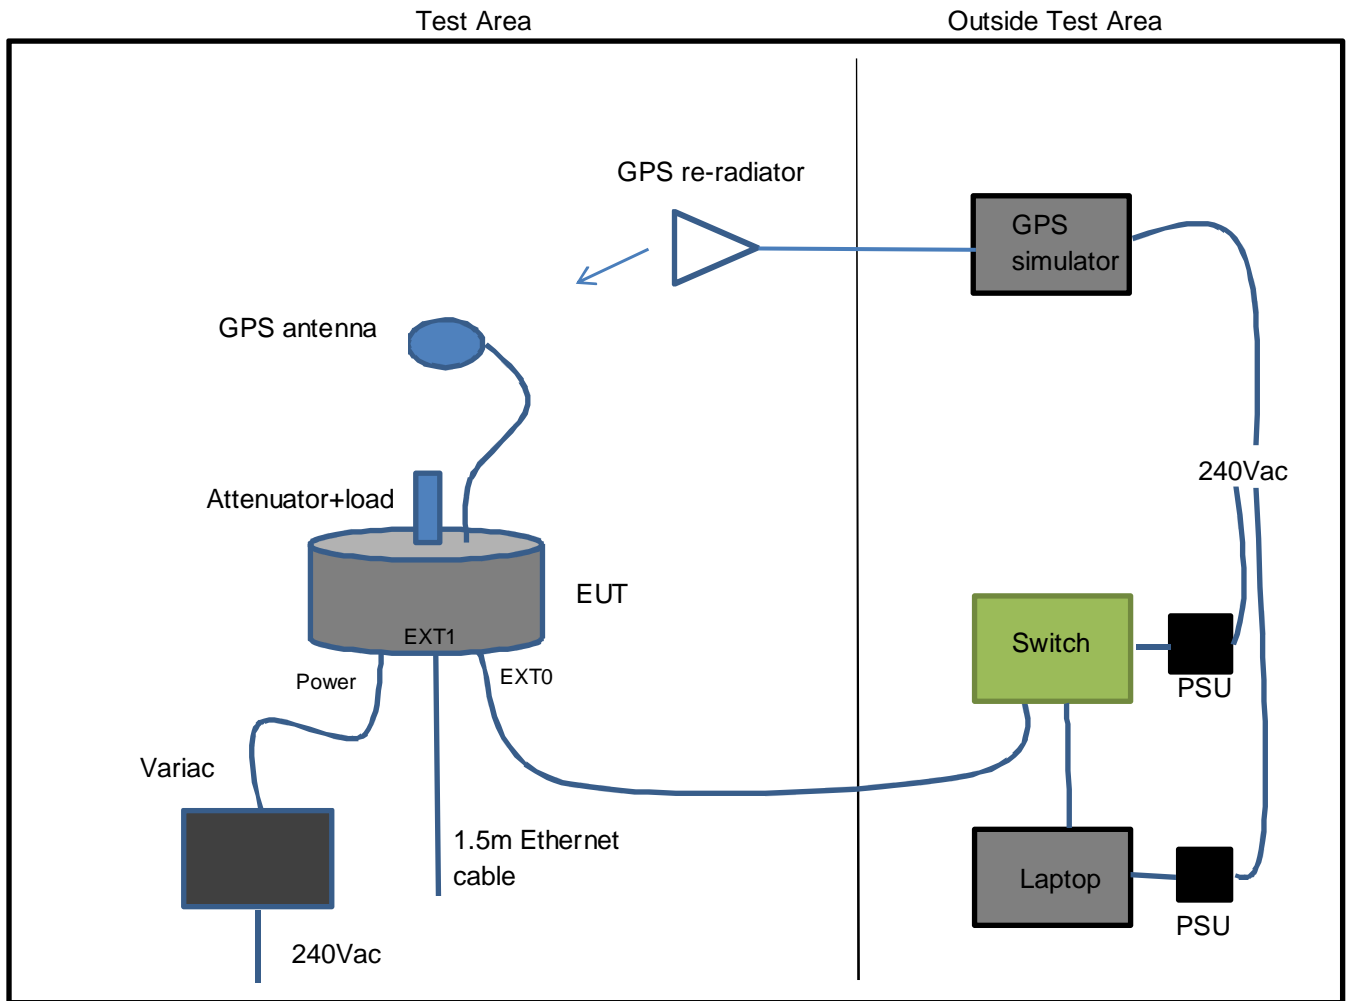 Test Area
Outside Test Area
GPS re-radiator
GPS
simulator
GPS antenna
240Vac
Attenuator+load
EUT
EXT1
Switch
Power
EXT0
PSU
Variac
1.5m Ethernet
cable
Laptop
PSU
240Vac